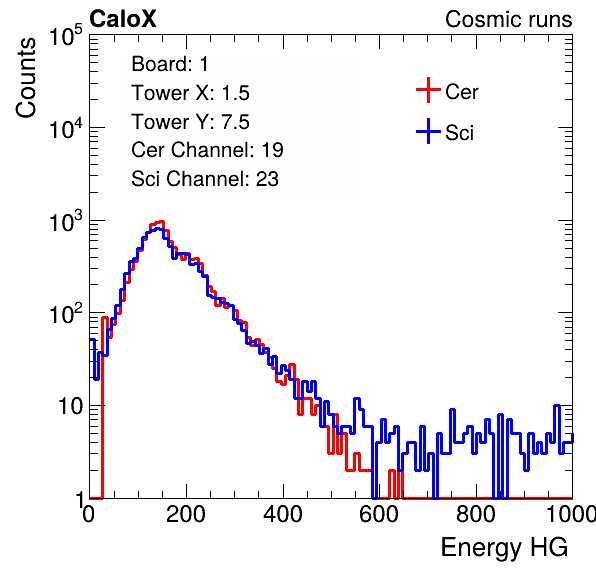 CaloX Cosmic runs
Counts
10^5
10^4
10^3
10^2
10
1
Board: 1
Tower X: 1.5
Tower Y: 7.5
Cer Channel: 19
Sci Channel: 23
Cer
Sci
0 200 400 600 800 1000
Energy HG